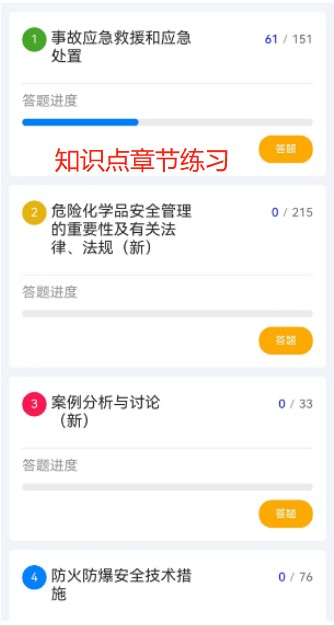 1 事故应急救援和应急 61 / 151
处置
答题进度
知识点章节练习
答题
2 危险化学品安全管理 0 / 215
的重要性及有关法
律、法规（新）
答题进度
答题
3 案例分析与讨论 0 / 33
（新）
答题进度
答题
4 防火防爆安全技术措 0 / 76
施